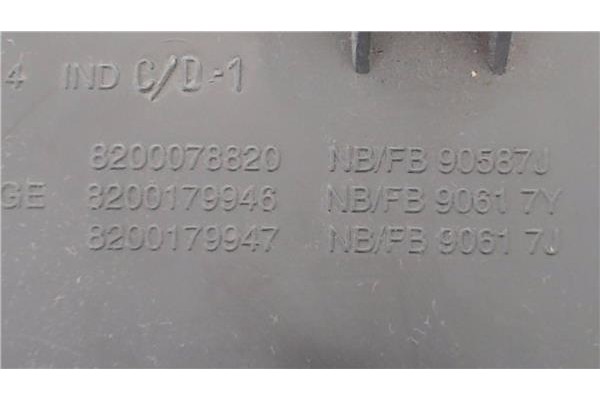 4 IND C/D-1
8200078820 NB/FB 90587J
GE 8200179946 NB/FB 9061 7Y
8200179947 NB/FB 9061 7J